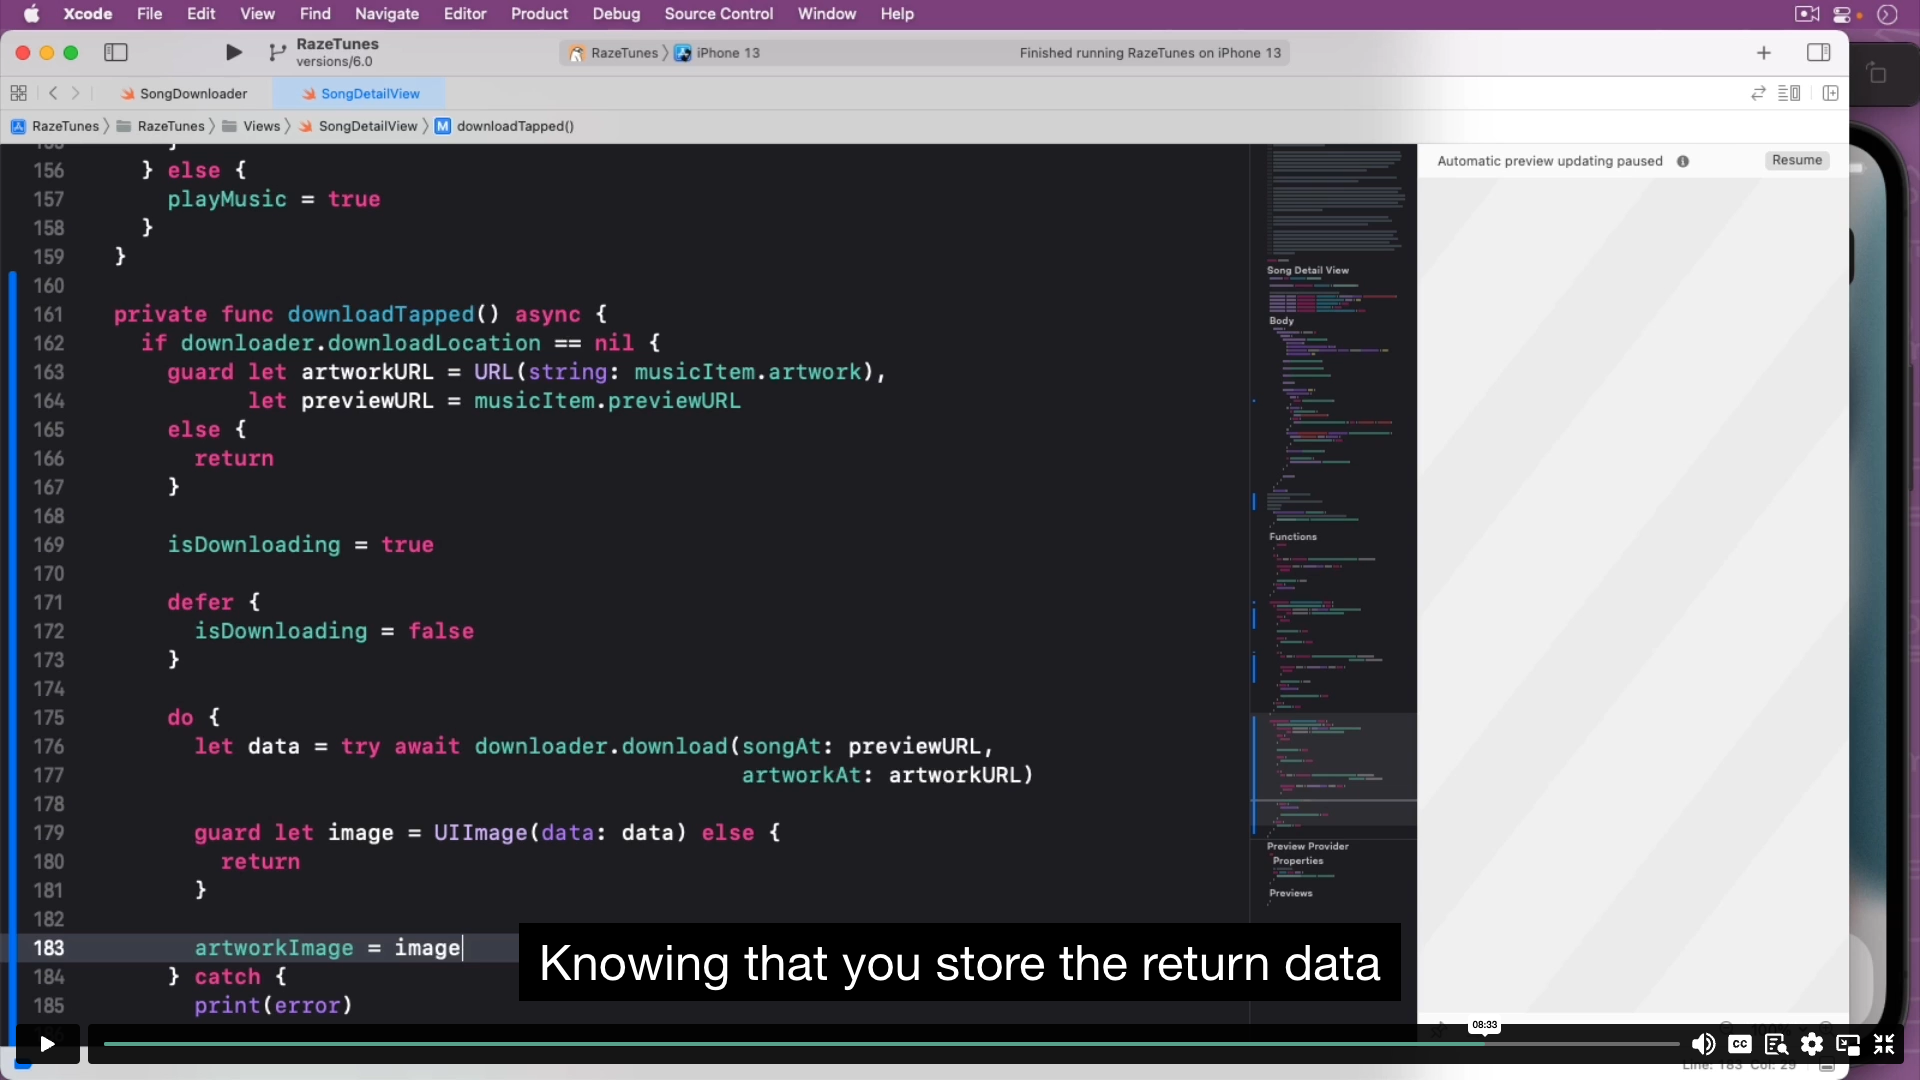 Xcode File Edit View Find Navigate Editor Product Debug Source Control Window Help
RazeTunes
versions/6.0
RazeTunes iPhone 13 Finished running RazeTunes on iPhone 13
SongDownloader SongDetailView
RazeTunes RazeTunes Views SongDetailView M downloadTapped()
156 } else {
157 playMusic = true
158 }
159 }
160
161 private func downloadTapped() async {
162 if downloader.downloadLocation == nil {
163 guard let artworkURL = URL(string: musicItem.artwork),
164 let previewURL = musicItem.previewURL
165 else {
166 return
167 }
168
169 isDownloading = true
170
171 defer {
172 isDownloading = false
173 }
174
175 do {
176 let data = try await downloader.download(songAt: previewURL,
177 artworkAt: artworkURL)
178
179 guard let image = UIImage(data: data) else {
180 return
181 }
182
183 artworkImage = image
184 } catch {
185 print(error)
Song Detail View
Body
Functions
Preview Provider
Properties
Previews
Automatic preview updating paused Resume
Knowing that you store the return data
08:33
CC
Line: 183 Col: 29